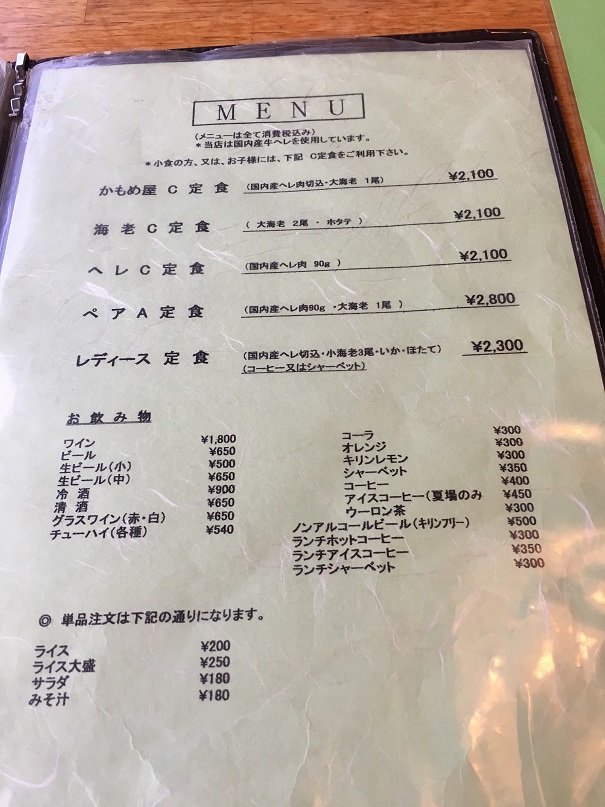 MENU
(メニューは全て消費税込み)
*当店は国内産牛ヘレを使用しています。
*小食の方、又は、お子様には、下記 C定食をご利用下さい。
かもめ屋 C 定 食 (国内産ヘレ肉切込・大海老 1尾) ¥2,100
海 老 C 定 食 ( 大海老 2尾 ・ ホタテ ) ¥2,100
ヘ レ C 定 食 (国内産ヘレ肉 90g ) ¥2,100
ペ ア A 定 食 (国内産ヘレ肉90g ・大海老 1尾 ) ¥2,800
レディース 定 食 (国内産ヘレ切込・小海老3尾・いか・ほたて) ¥2,300
(コーヒー又はシャーベット)
お 飲 み 物
ワイン ¥1,800
ビール ¥650
生ビール(小) ¥500
生ビール(中) ¥650
冷 酒 ¥900
清 酒 ¥650
グラスワイン(赤・白) ¥650
チューハイ(各種) ¥540
コーラ ¥300
オレンジ ¥300
キリンレモン ¥300
シャーベット ¥350
コーヒー ¥400
アイスコーヒー(夏場のみ ¥450
ウーロン茶 ¥300
ノンアルコールビール(キリンフリー) ¥500
ランチホットコーヒー ¥300
ランチアイスコーヒー ¥350
ランチシャーベット ¥300
◎ 単品注文は下記の通りになります。
ライス ¥200
ライス大盛 ¥250
サラダ ¥180
みそ汁 ¥180